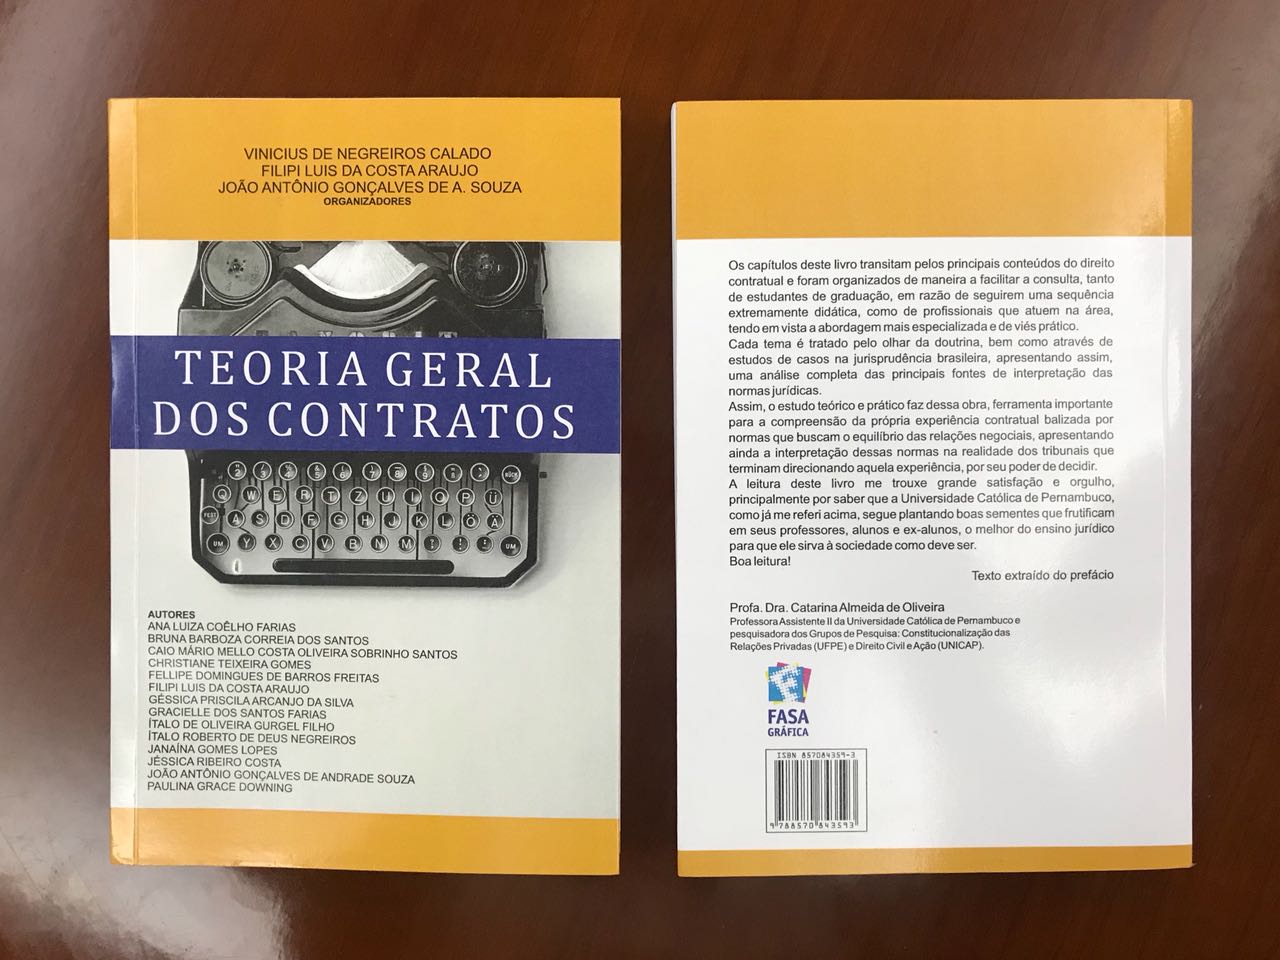 VINICIUS DE NEGREIROS CALADO
FILIPI LUIS DA COSTA ARAUJO
JOÃO ANTÔNIO GONÇALVES DE A. SOUZA
ORGANIZADORES
TEORIA GERAL
DOS CONTRATOS
Q W E R T Z U I O P Ü
A S D F G H J K L Ö Ä
UM Y X C V B N M UM
AUTORES
ANA LUIZA COÊLHO FARIAS
BRUNA BARBOZA CORREIA DOS SANTOS
CAIO MÁRIO MELLO COSTA OLIVEIRA SOBRINHO SANTOS
CHRISTIANE TEIXEIRA GOMES
FELLIPE DOMINGUES DE BARROS FREITAS
FILIPI LUIS DA COSTA ARAUJO
GÉSSICA PRISCILA ARCANJO DA SILVA
GRACIELLE DOS SANTOS FARIAS
ÍTALO DE OLIVEIRA GURGEL FILHO
ÍTALO ROBERTO DE DEUS NEGREIROS
JANAÍNA GOMES LOPES
JÉSSICA RIBEIRO COSTA
JOÃO ANTÔNIO GONÇALVES DE ANDRADE SOUZA
PAULINA GRACE DOWNING
Os capítulos deste livro transitam pelos principais conteúdos do direito
contratual e foram organizados de maneira a facilitar a consulta, tanto
de estudantes de graduação, em razão de seguirem uma sequência
extremamente didática, como de profissionais que atuem na área,
tendo em vista a abordagem mais especializada e de viés prático.
Cada tema é tratado pelo olhar da doutrina, bem como através de
estudos de casos na jurisprudência brasileira, apresentando assim,
uma análise completa das principais fontes de interpretação das
normas jurídicas.
Assim, o estudo teórico e prático faz dessa obra, ferramenta importante
para a compreensão da própria experiência contratual balizada por
normas que buscam o equilíbrio das relações negociais, apresentando
ainda a interpretação dessas normas na realidade dos tribunais que
terminam direcionando aquela experiência, por seu poder de decidir.
A leitura deste livro me trouxe grande satisfação e orgulho,
principalmente por saber que a Universidade Católica de Pernambuco,
como já me referi acima, segue plantando boas sementes que frutificam
em seus professores, alunos e ex-alunos, o melhor do ensino jurídico
para que ele sirva à sociedade como deve ser.
Boa leitura!
Texto extraído do prefácio
Profa. Dra. Catarina Almeida de Oliveira
Professora Assistente II da Universidade Católica de Pernambuco e
pesquisadora dos Grupos de Pesquisa: Constitucionalização das
Relações Privadas (UFPE) e Direito Civil e Ação (UNICAP).
FASA
GRÁFICA
ISBN 857084359-3
9 788570 843593